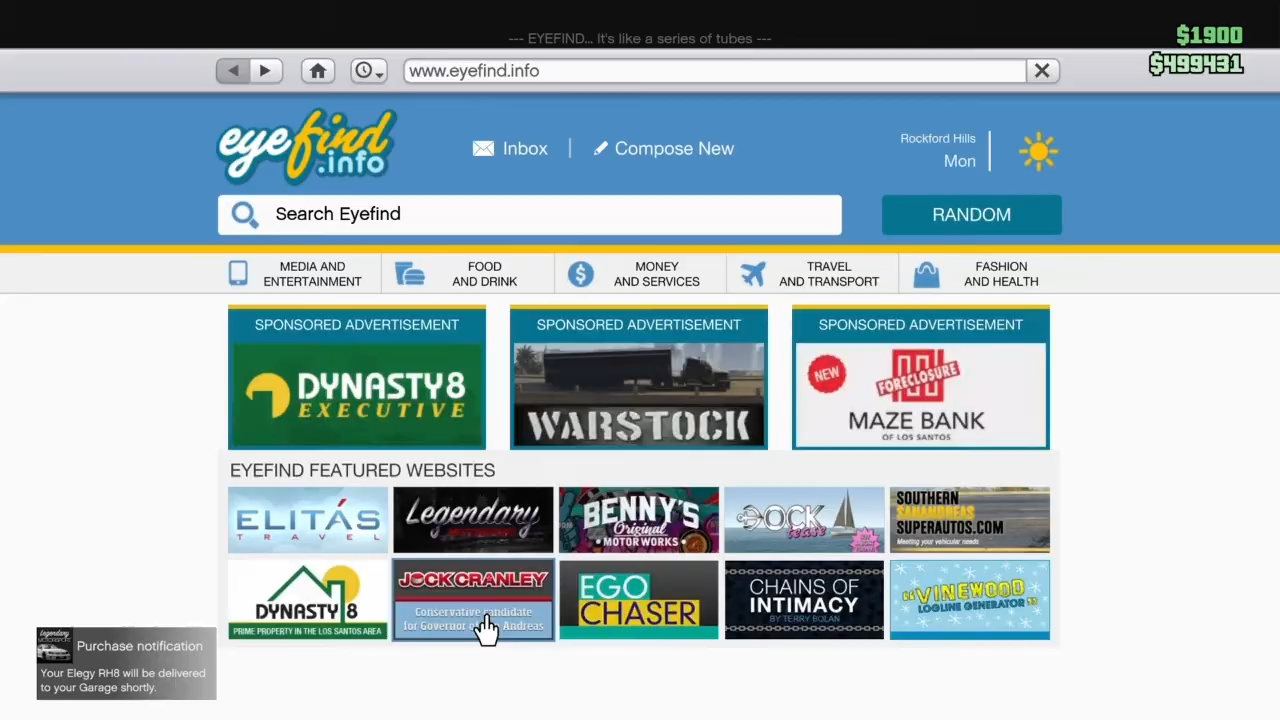 --- EYEFIND... It's like a series of tubes ---
$1900
$499431
www.eyefind.info
eyefind
.info
Inbox
Compose New
Rockford Hills
Mon
Search Eyefind
RANDOM
MEDIA AND
ENTERTAINMENT
FOOD
AND DRINK
MONEY
AND SERVICES
TRAVEL
AND TRANSPORT
FASHION
AND HEALTH
SPONSORED ADVERTISEMENT
DYNASTY8
EXECUTIVE
SPONSORED ADVERTISEMENT
WARSTOCK
SPONSORED ADVERTISEMENT
NEW
FORECLOSURE
MAZE BANK
OF LOS SANTOS
EYEFIND FEATURED WEBSITES
ELITÁS
TRAVEL
Legendary
BENNY'S
Original
MOTORWORKS
DOCK
tease
SOUTHERN
SANANDREAS
SUPERAUTOS.COM
Meeting your vehicular needs
DYNASTY 8
PRIME PROPERTY IN THE LOS SANTOS AREA
JOCK CRANLEY
Conservative candidate
for Governor Andreas
EGO
CHASER
CHAINS OF
INTIMACY
BY TERRY BOLAN
"VINEWOOD
LOGLINE GENERATOR"
Purchase notification
Your Elegy RH8 will be delivered
to your Garage shortly.